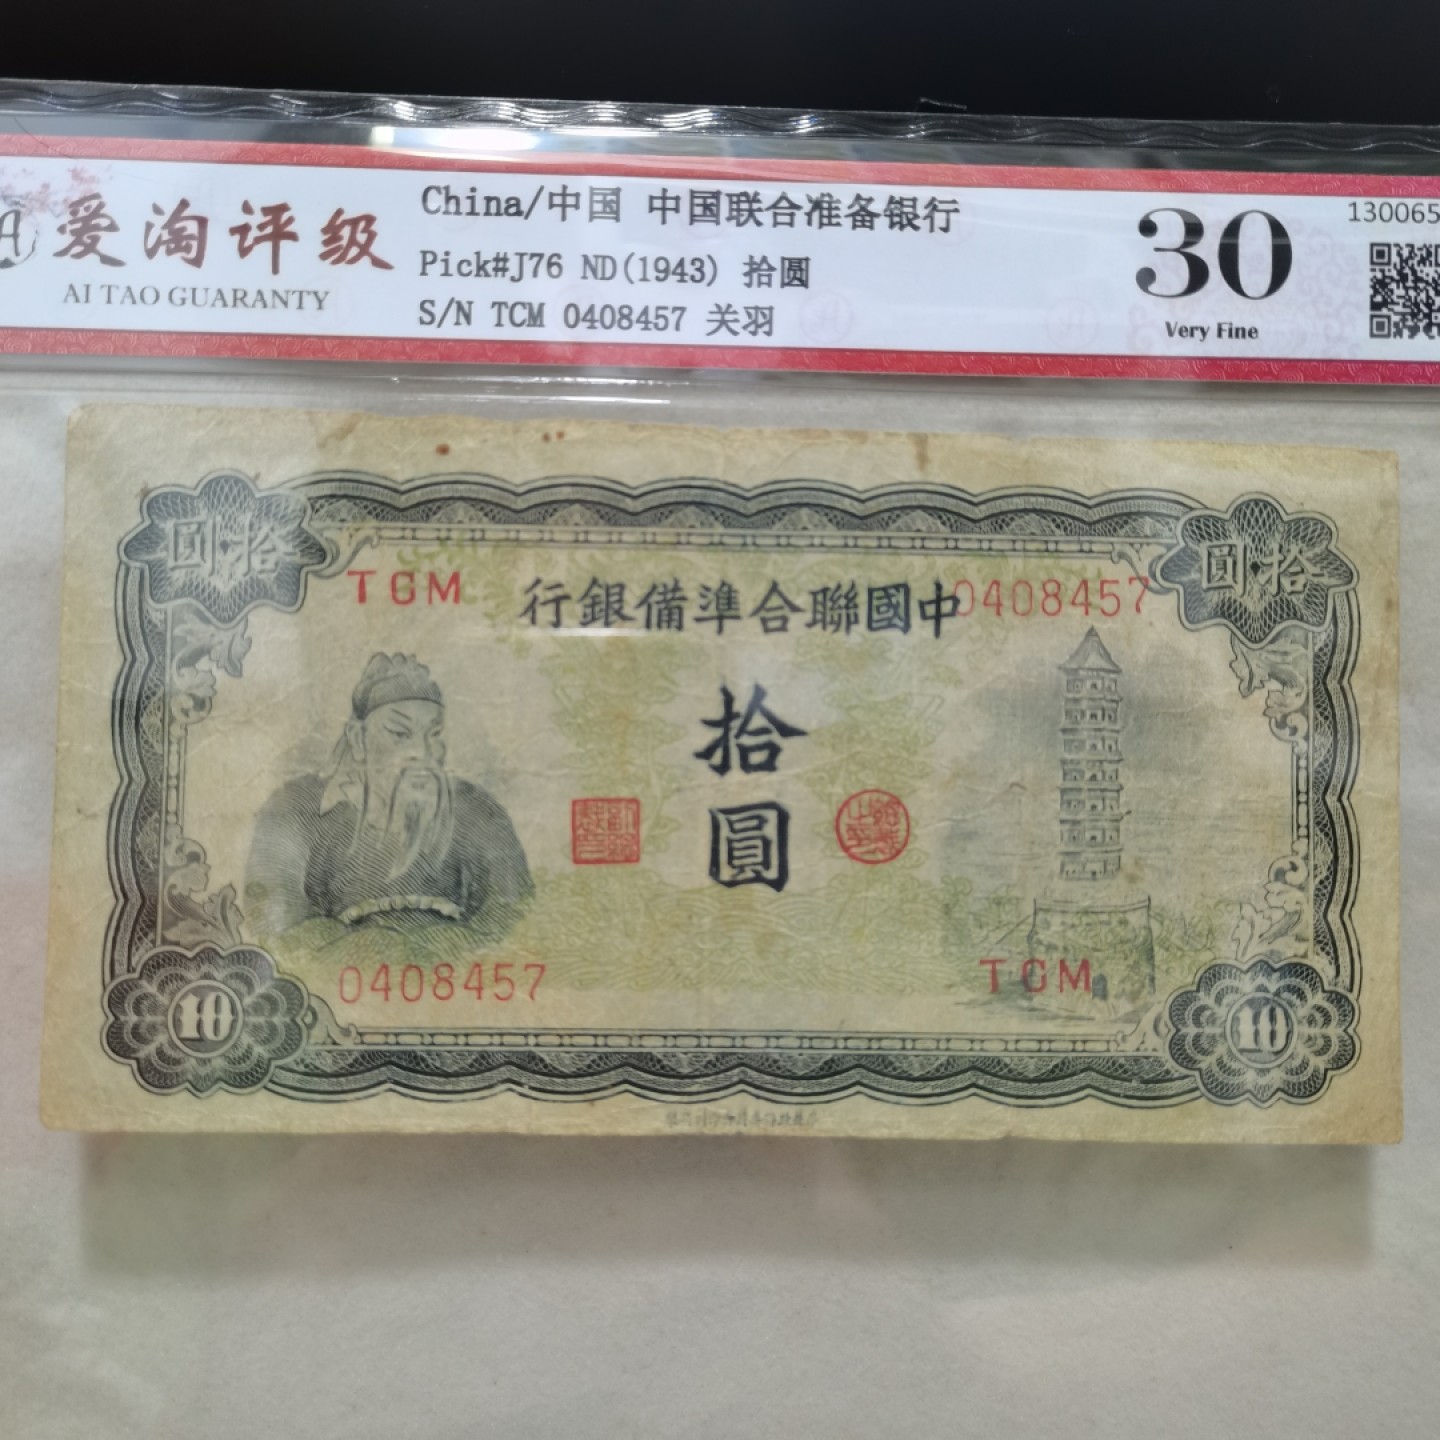 爱淘评级
AI TAO GUARANTY
China/中国 中国联合准备银行
Pick#J76 ND(1943) 拾圆
S/N TCM 0408457 关羽
30
Very Fine
130065
圓拾
圓拾
TGM
行銀備準合聯國中
0408457
拾
圓
0408457
TGM
10
10